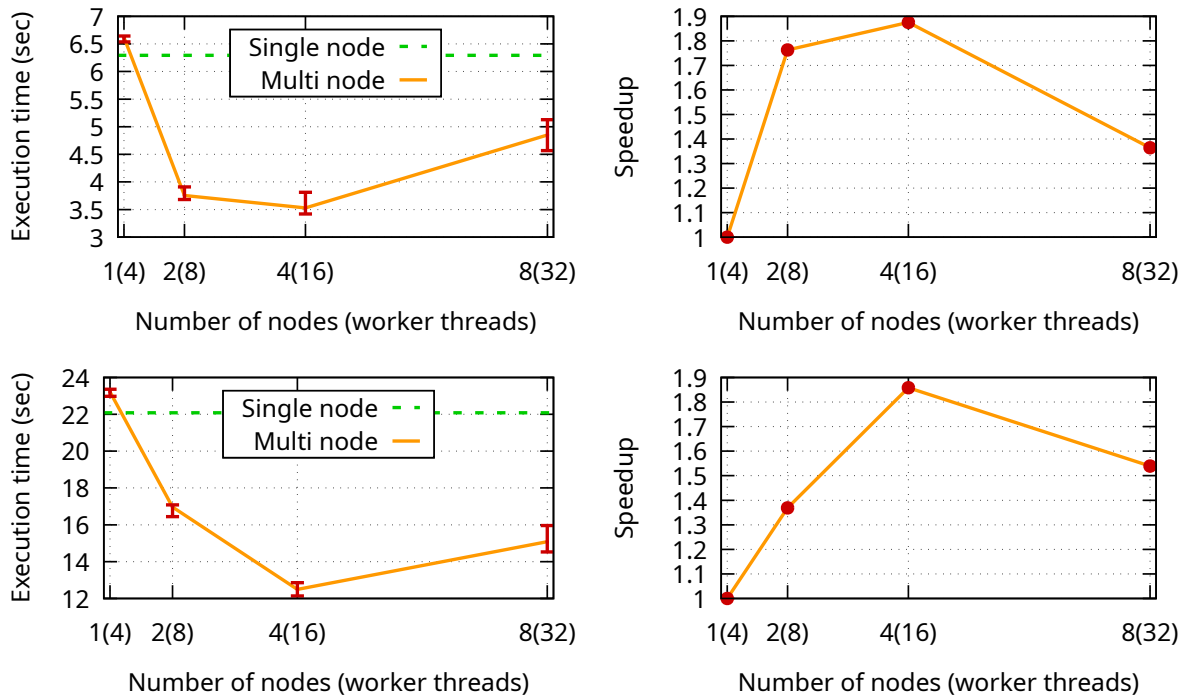 Execution time (sec)
7
6.5
6
5.5
5
4.5
4
3.5
3
Single node
Multi node
1(4) 2(8) 4(16) 8(32)
Number of nodes (worker threads)
Speedup
1.9
1.8
1.7
1.6
1.5
1.4
1.3
1.2
1.1
1
1(4) 2(8) 4(16) 8(32)
Number of nodes (worker threads)
Execution time (sec)
24
22
20
18
16
14
12
Single node
Multi node
1(4) 2(8) 4(16) 8(32)
Number of nodes (worker threads)
Speedup
1.9
1.8
1.7
1.6
1.5
1.4
1.3
1.2
1.1
1
1(4) 2(8) 4(16) 8(32)
Number of nodes (worker threads)